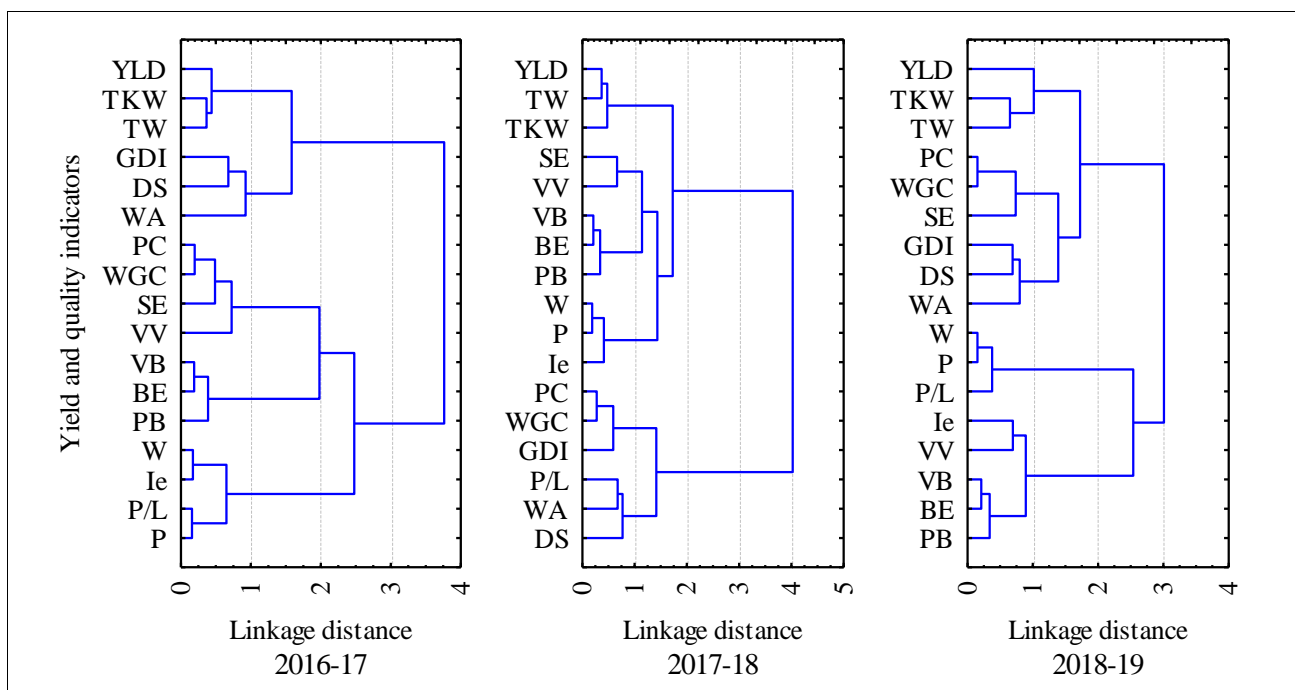 Yield and quality indicators
YLD
TKW
TW
GDI
DS
WA
PC
WGC
SE
VV
VB
BE
PB
W
Ie
P/L
P
0 1 2 3 4
Linkage distance
2016-17
YLD
TW
TKW
SE
VV
VB
BE
PB
W
P
Ie
PC
WGC
GDI
P/L
WA
DS
0 1 2 3 4 5
Linkage distance
2017-18
YLD
TKW
TW
PC
WGC
SE
GDI
DS
WA
W
P
P/L
Ie
VV
VB
BE
PB
0 1 2 3 4
Linkage distance
2018-19